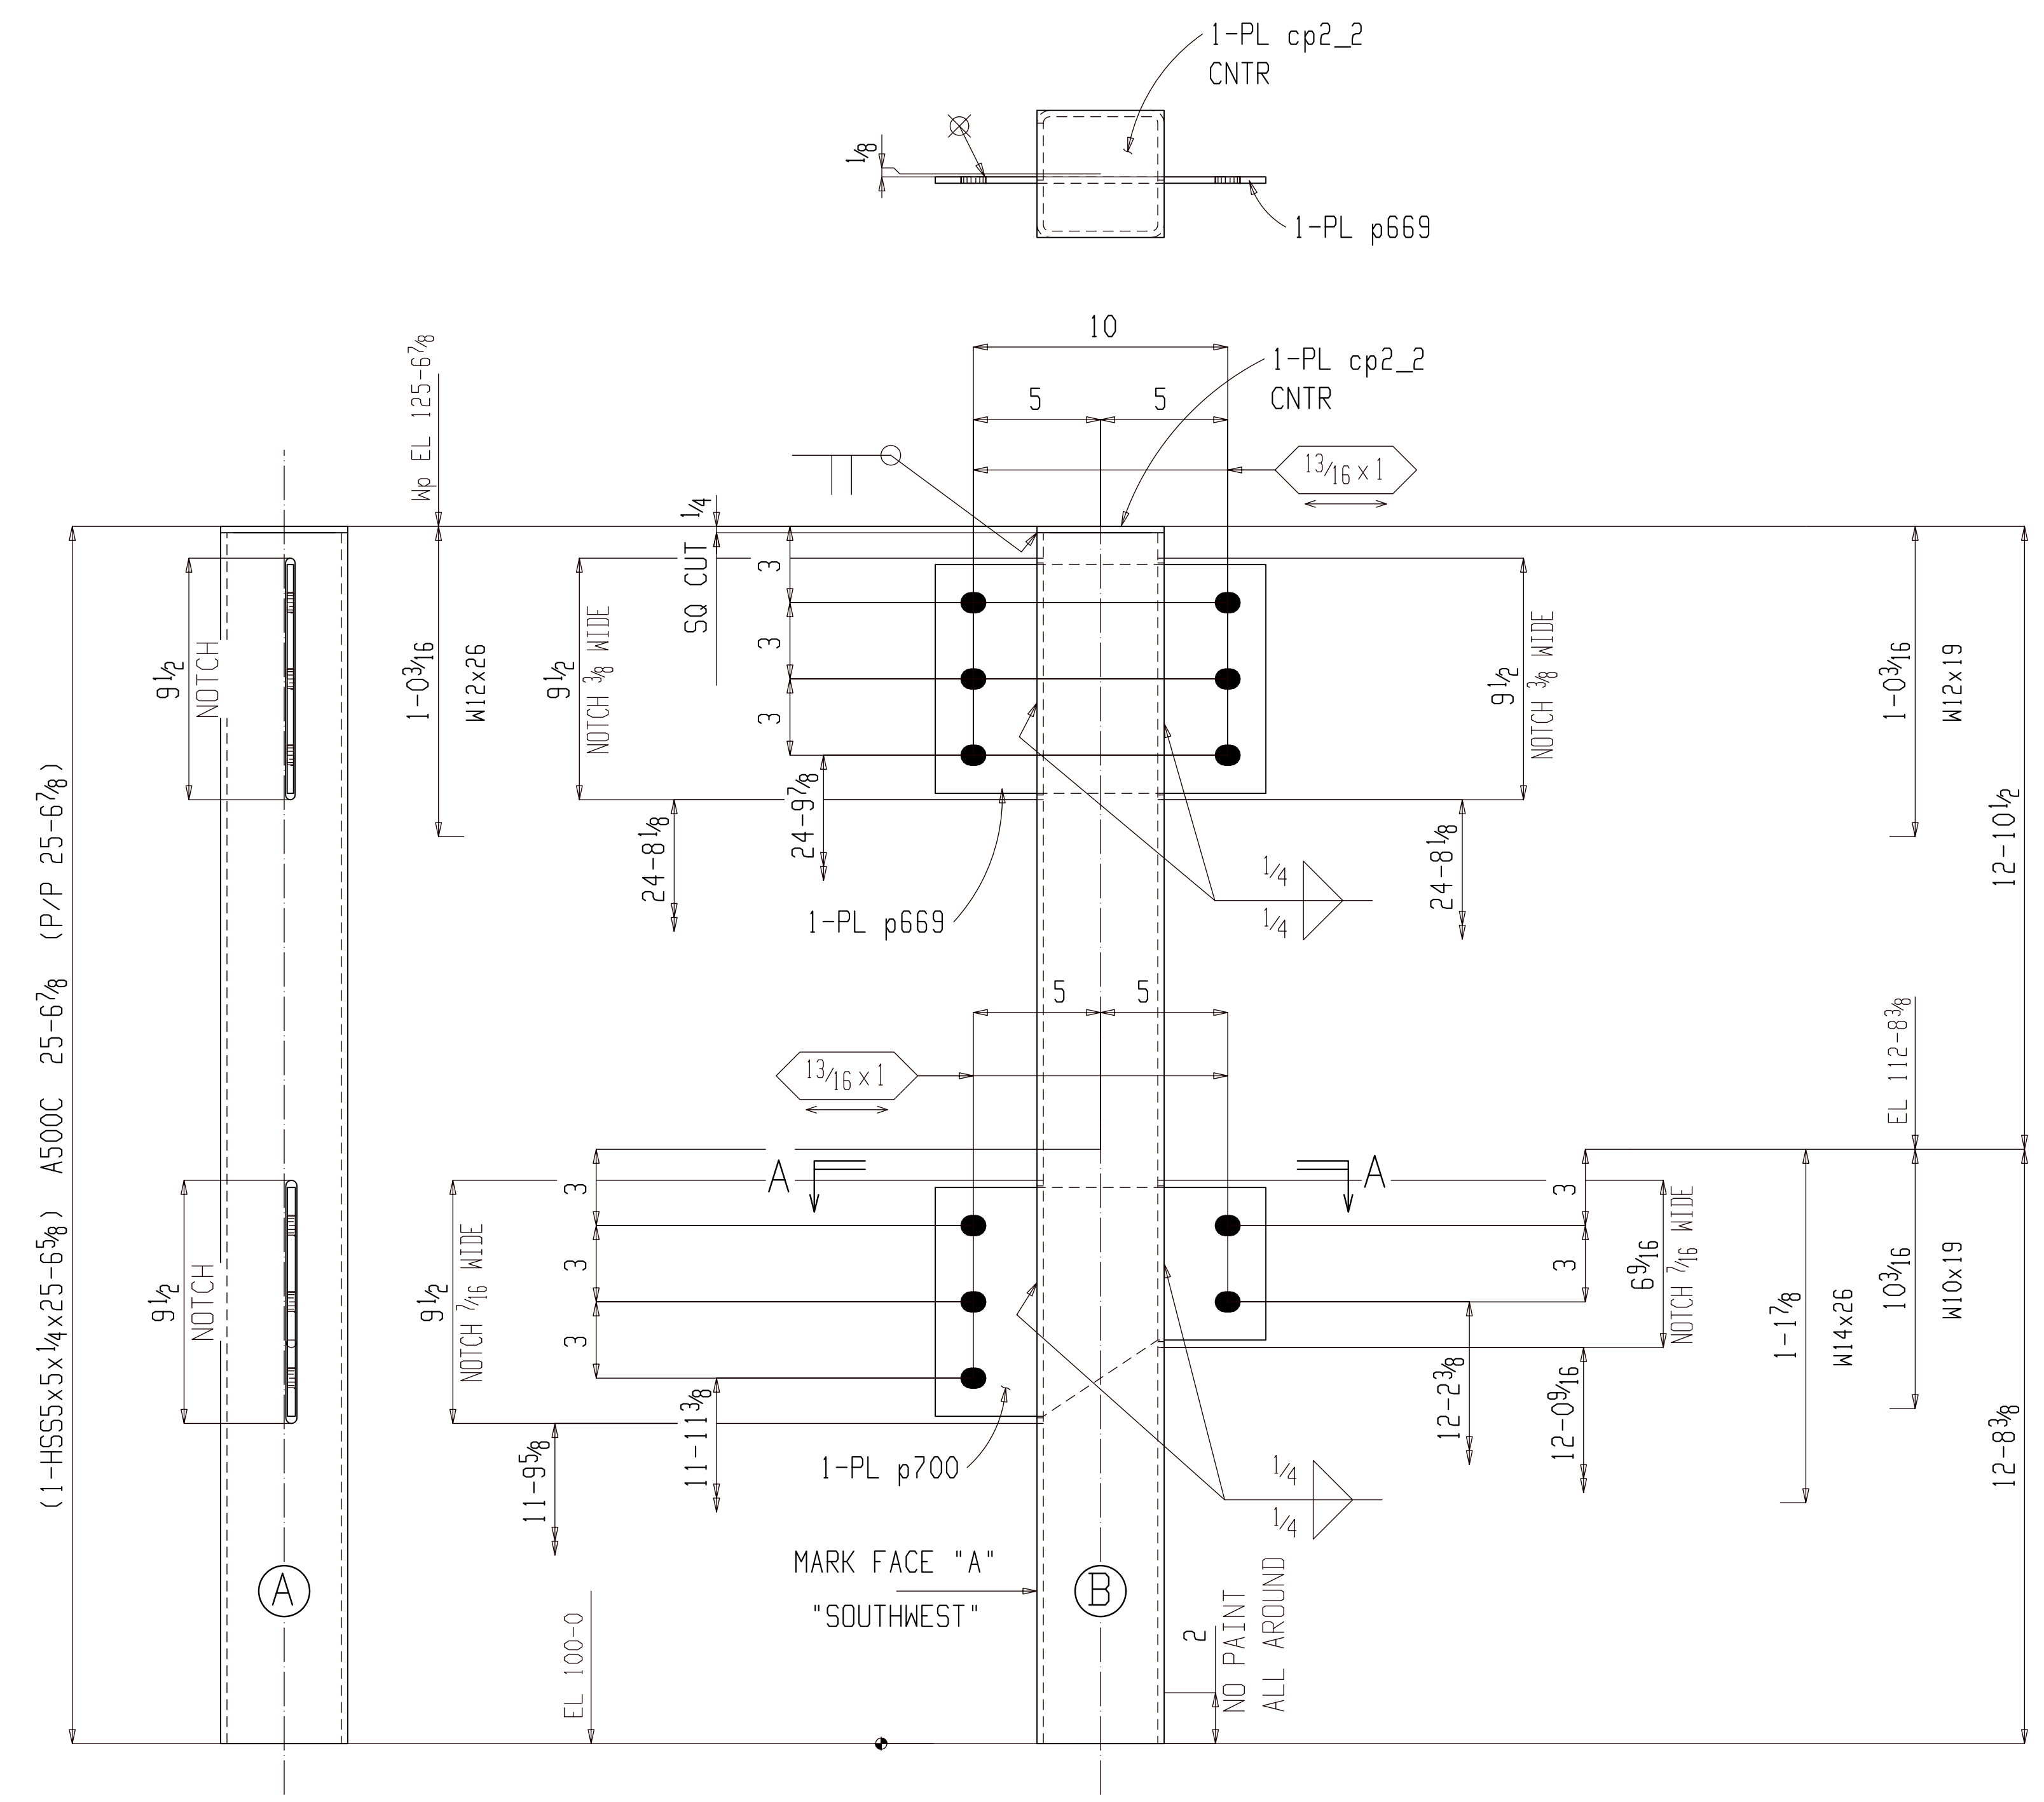 1-PL cp2_2
CNTR
1/8
1-PL p669
10
1-PL cp2_2
CNTR
5
5
13/16 x 1
Wp EL 125-6 7/8
1/4
SQ CUT
3
3
3
9 1/2
NOTCH
1-0 3/16
W12x26
9 1/2
NOTCH 3/8 WIDE
9 1/2
NOTCH 3/8 WIDE
1-0 3/16
W12x19
24-8 1/8
24-9 7/8
24-8 1/8
1/4
1/4
1-PL p669
12-10 1/2
(1-HSS5x5x1/4x25-6 5/8) A500C 25-6 7/8 (P/P 25-6 7/8)
5
5
13/16 x 1
EL 112-8 3/8
A
A
3
3
3
3
3
9 1/2
NOTCH
9 1/2
NOTCH 7/16 WIDE
6 9/16
NOTCH 7/16 WIDE
1-1 7/8
W14x26
10 3/16
W10x19
11-9 5/8
11-11 3/8
12-2 3/8
12-0 9/16
12-8 3/8
1-PL p700
1/4
1/4
MARK FACE "A"
"SOUTHWEST"
A
B
EL 100-0
2
NO PAINT
ALL AROUND